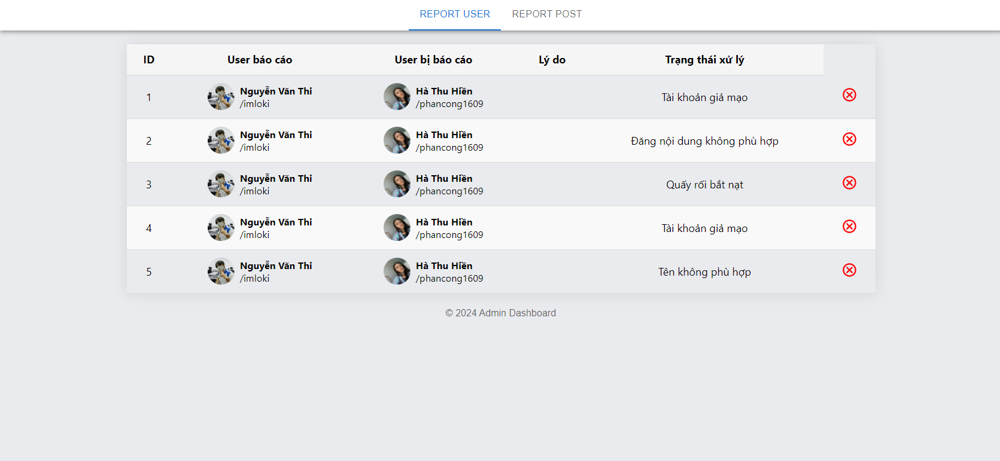 REPORT USER REPORT POST
ID User báo cáo User bị báo cáo Lý do Trạng thái xử lý
1 Nguyễn Văn Thi Hà Thu Hiền Tài khoản giả mạo
/imloki /phancong1609
2 Nguyễn Văn Thi Hà Thu Hiền Đăng nội dung không phù hợp
/imloki /phancong1609
3 Nguyễn Văn Thi Hà Thu Hiền Quấy rối bắt nạt
/imloki /phancong1609
4 Nguyễn Văn Thi Hà Thu Hiền Tài khoản giả mạo
/imloki /phancong1609
5 Nguyễn Văn Thi Hà Thu Hiền Tên không phù hợp
/imloki /phancong1609
© 2024 Admin Dashboard